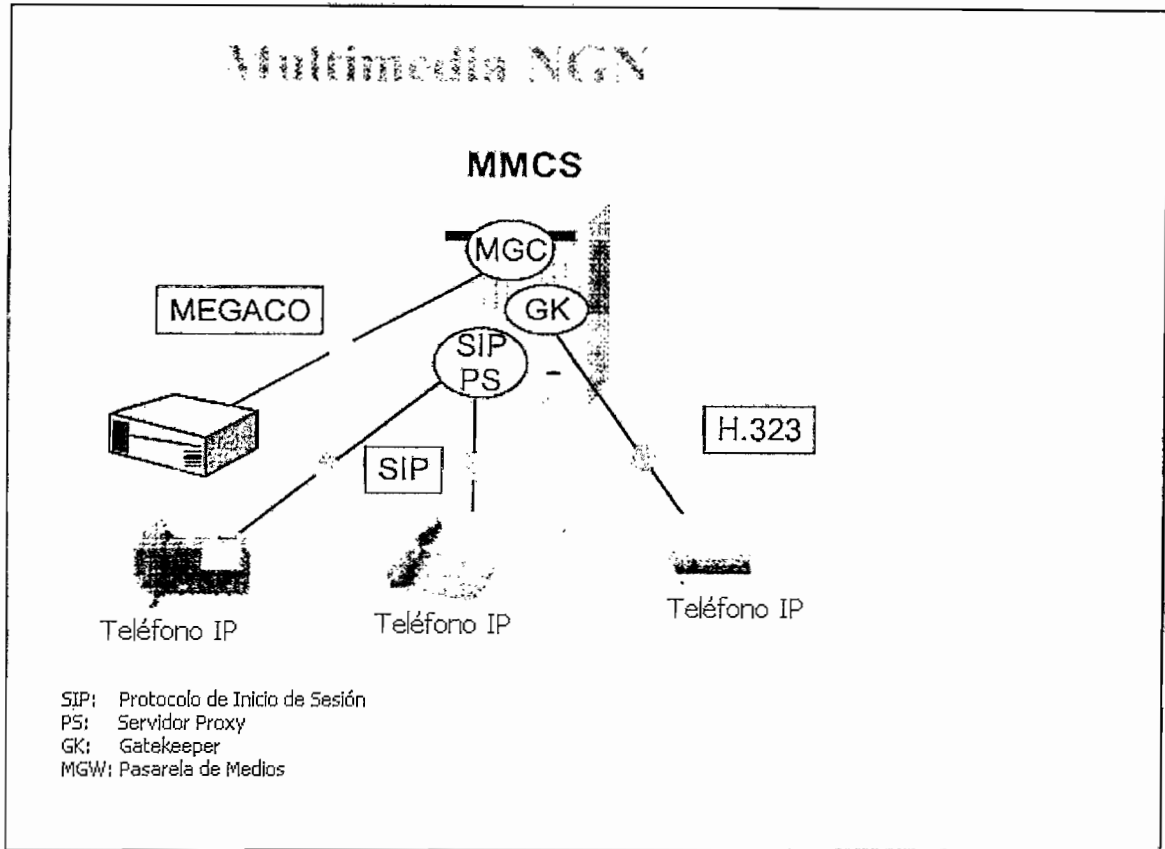 Multimedia NGN
MMCS
MGC
MEGACO
GK
SIP
PS
H.323
SIP
Teléfono IP
Teléfono IP
Teléfono IP
SIP: Protocolo de Inicio de Sesión
PS: Servidor Proxy
GK: Gatekeeper
MGW: Pasarela de Medios